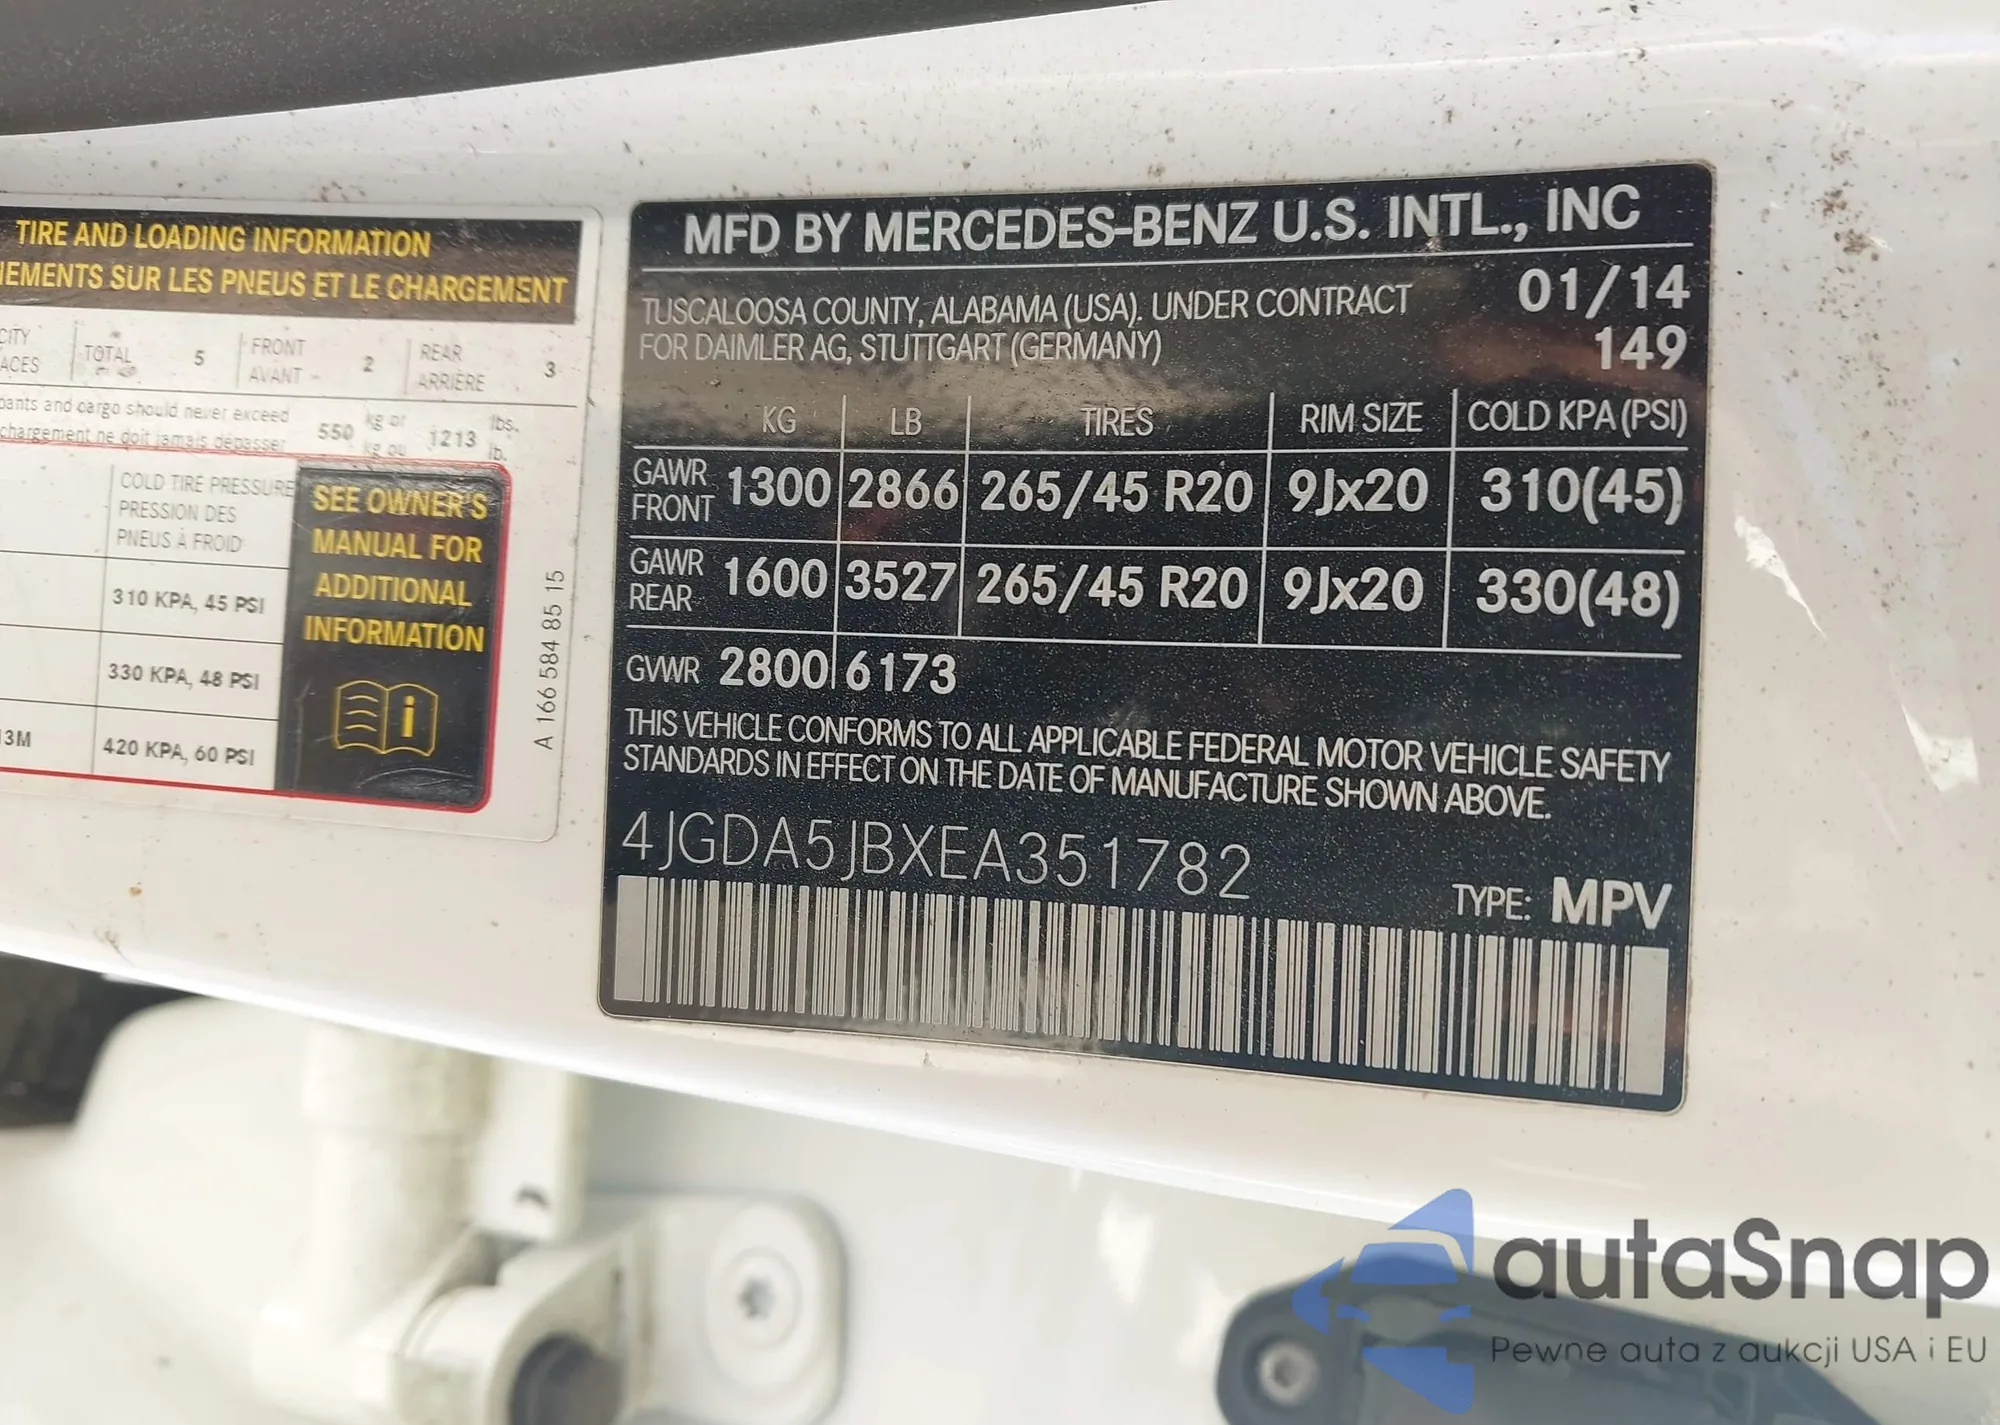 TIRE AND LOADING INFORMATION
SUR LES PNEUS ET LE CHARGEMENT
TOTAL 5 FRONT AVANT 2 REAR ARRIÈRE 3
and cargo should never exceed 550 kg or 1213 lbs.
chargement ne doit jamais dépasser kg ou lb.
COLD TIRE PRESSURE
PRESSION DES
PNEUS À FROID
310 KPA, 45 PSI
330 KPA, 48 PSI
420 KPA, 60 PSI
SEE OWNER'S
MANUAL FOR
ADDITIONAL
INFORMATION
i
A 166 584 85 15
MFD BY MERCEDES-BENZ U.S. INTL., INC
TUSCALOOSA COUNTY, ALABAMA (USA). UNDER CONTRACT 01/14
FOR DAIMLER AG, STUTTGART (GERMANY) 149
KG LB TIRES RIM SIZE COLD KPA (PSI)
GAWR FRONT 1300 2866 265/45 R20 9Jx20 310(45)
GAWR REAR 1600 3527 265/45 R20 9Jx20 330(48)
GVWR 2800 6173
THIS VEHICLE CONFORMS TO ALL APPLICABLE FEDERAL MOTOR VEHICLE SAFETY
STANDARDS IN EFFECT ON THE DATE OF MANUFACTURE SHOWN ABOVE.
4JGDA5JBXEA351782
TYPE: MPV
autaSnap
Pewne auta z aukcji USA i EU